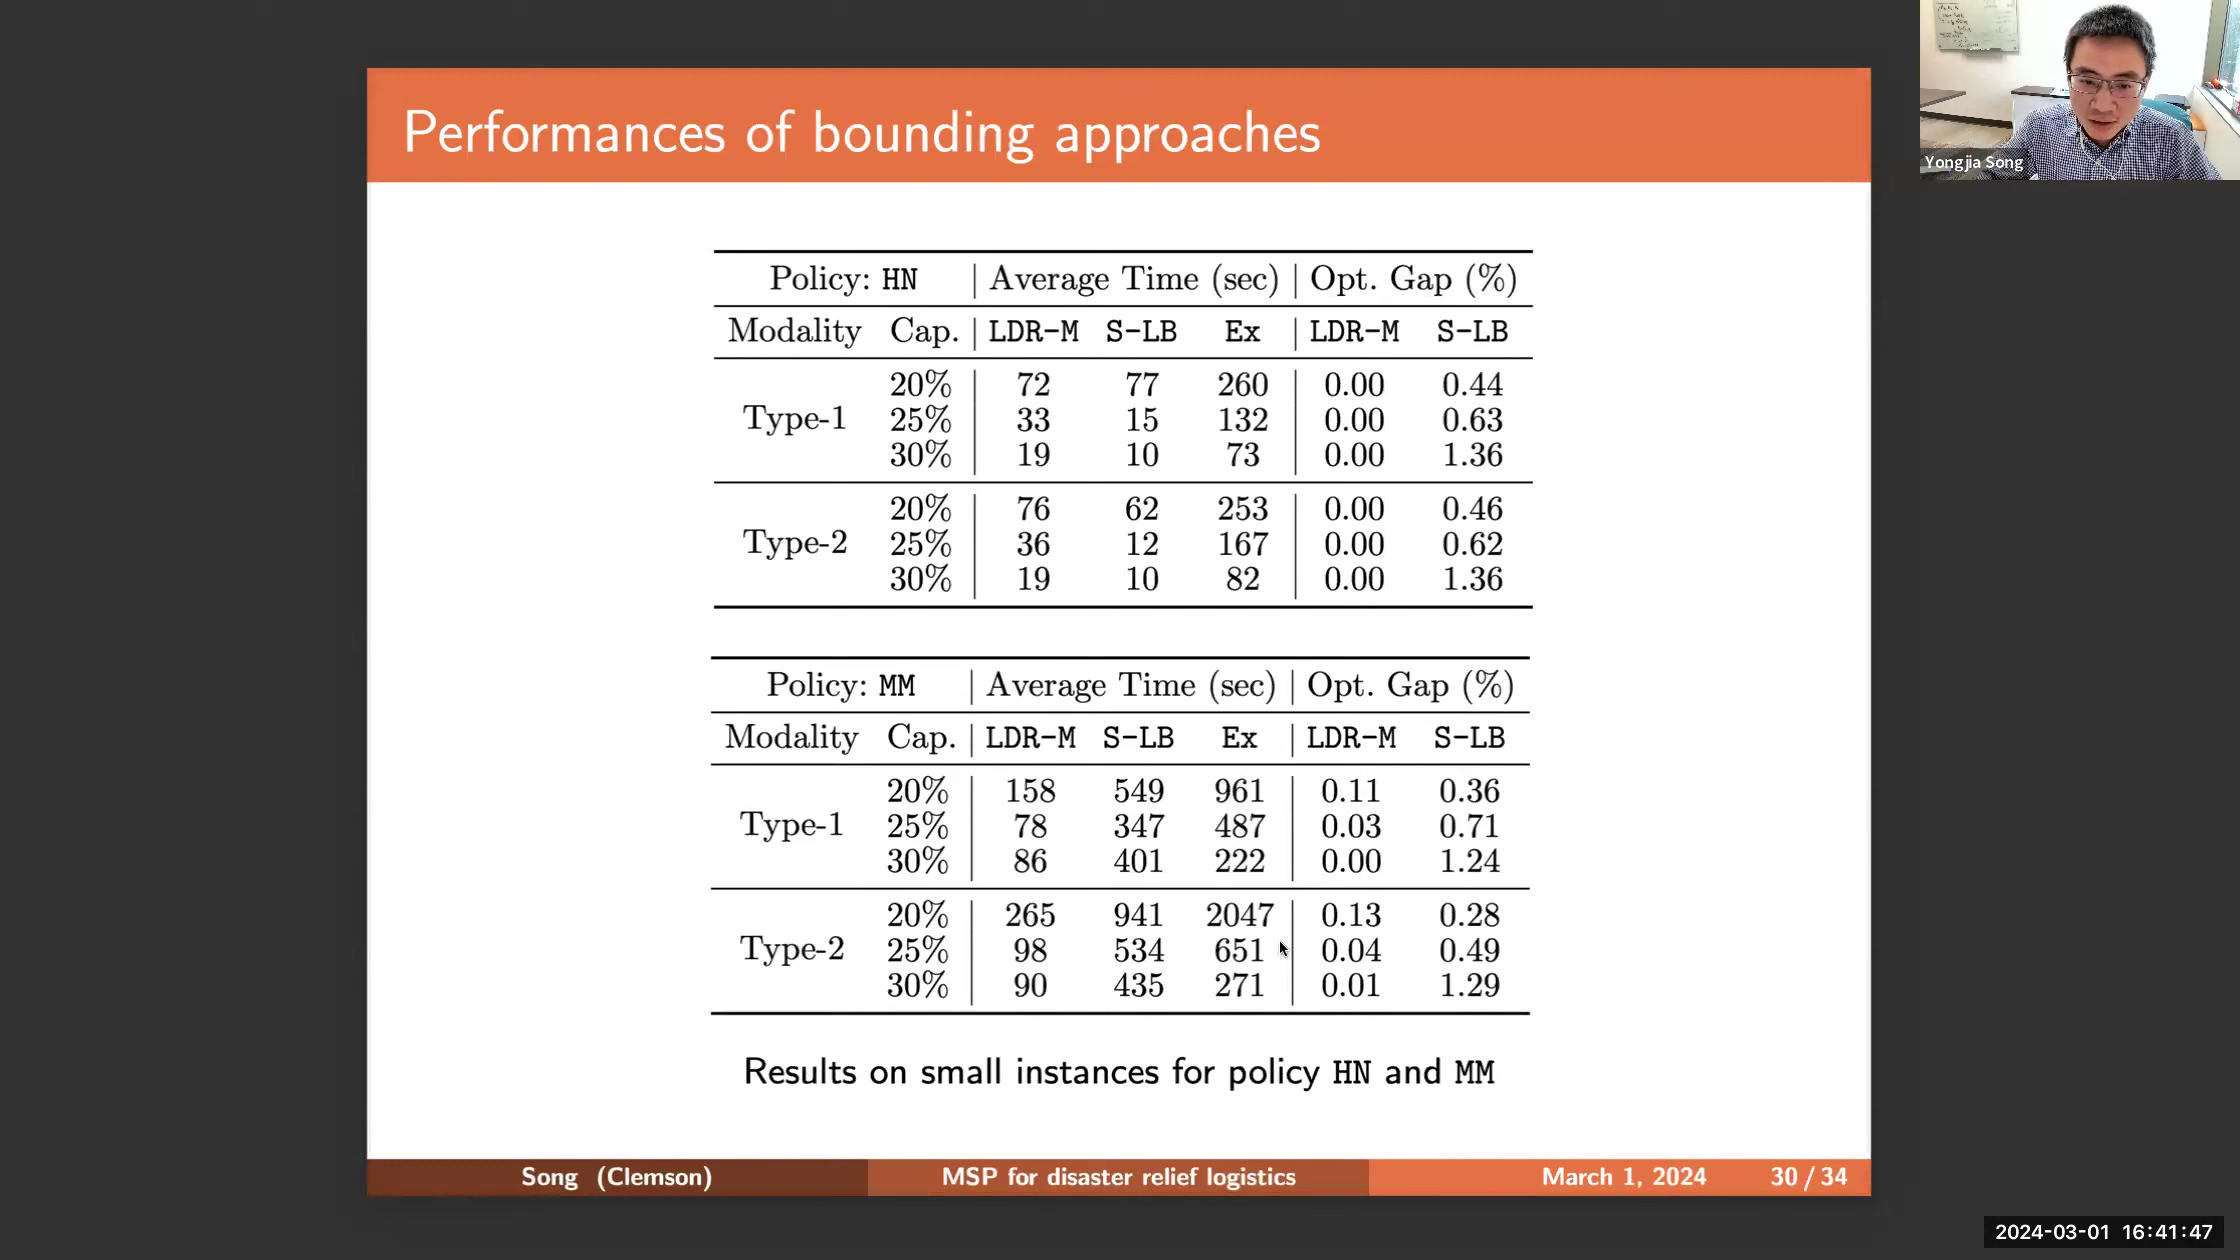 Performances of bounding approaches
Policy: HN | Average Time (sec) | Opt. Gap (%)
Modality Cap. | LDR-M S-LB Ex | LDR-M S-LB
20% 72 77 260 0.00 0.44
Type-1 25% 33 15 132 0.00 0.63
30% 19 10 73 0.00 1.36
20% 76 62 253 0.00 0.46
Type-2 25% 36 12 167 0.00 0.62
30% 19 10 82 0.00 1.36
Policy: MM | Average Time (sec) | Opt. Gap (%)
Modality Cap. | LDR-M S-LB Ex | LDR-M S-LB
20% 158 549 961 0.11 0.36
Type-1 25% 78 347 487 0.03 0.71
30% 86 401 222 0.00 1.24
20% 265 941 2047 0.13 0.28
Type-2 25% 98 534 651 0.04 0.49
30% 90 435 271 0.01 1.29
Results on small instances for policy HN and MM
Song (Clemson) MSP for disaster relief logistics March 1, 2024 30 / 34
Yongjia Song
2024-03-01 16:41:47